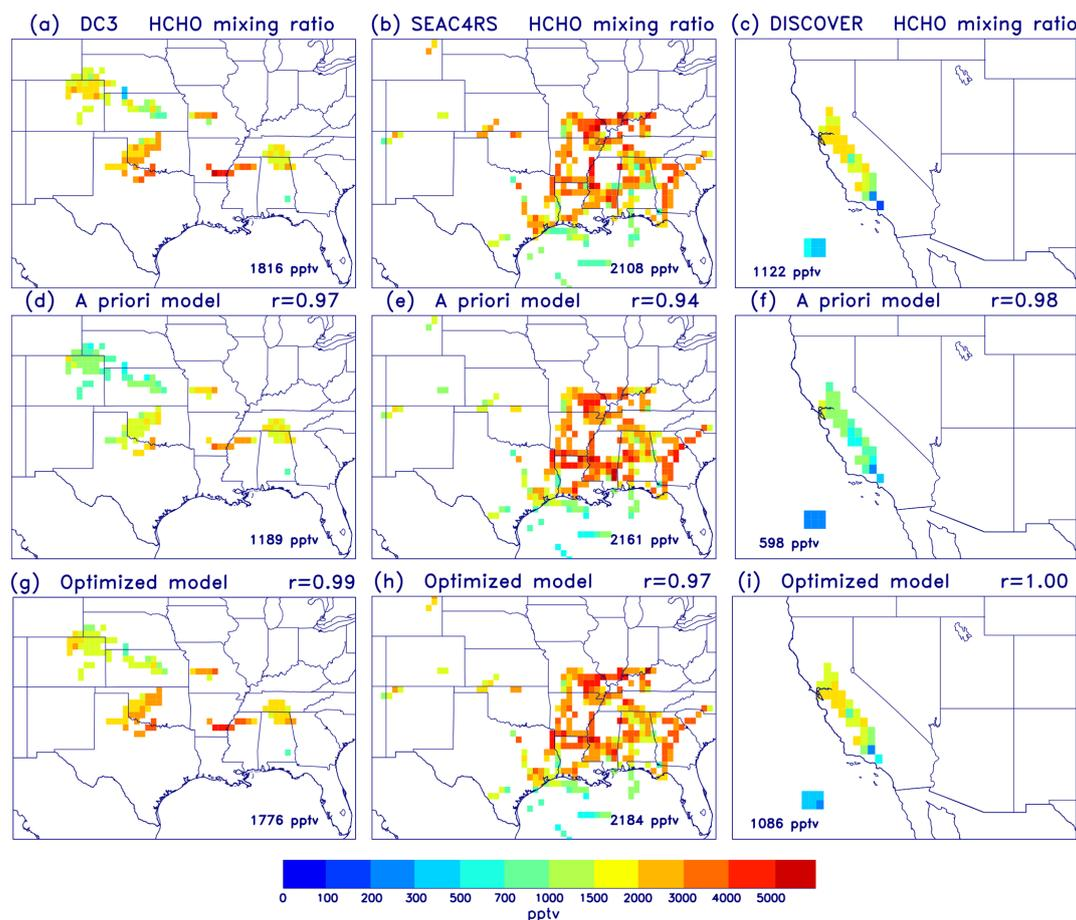 (a) DC3 HCHO mixing ratio
(b) SEAC4RS HCHO mixing ratio
(c) DISCOVER HCHO mixing ratio
1816 pptv
2108 pptv
1122 pptv
(d) A priori model r=0.97
(e) A priori model r=0.94
(f) A priori model r=0.98
1189 pptv
2161 pptv
598 pptv
(g) Optimized model r=0.99
(h) Optimized model r=0.97
(i) Optimized model r=1.00
1776 pptv
2184 pptv
1086 pptv
0 100 200 300 500 700 1000 1500 2000 3000 4000 5000
pptv